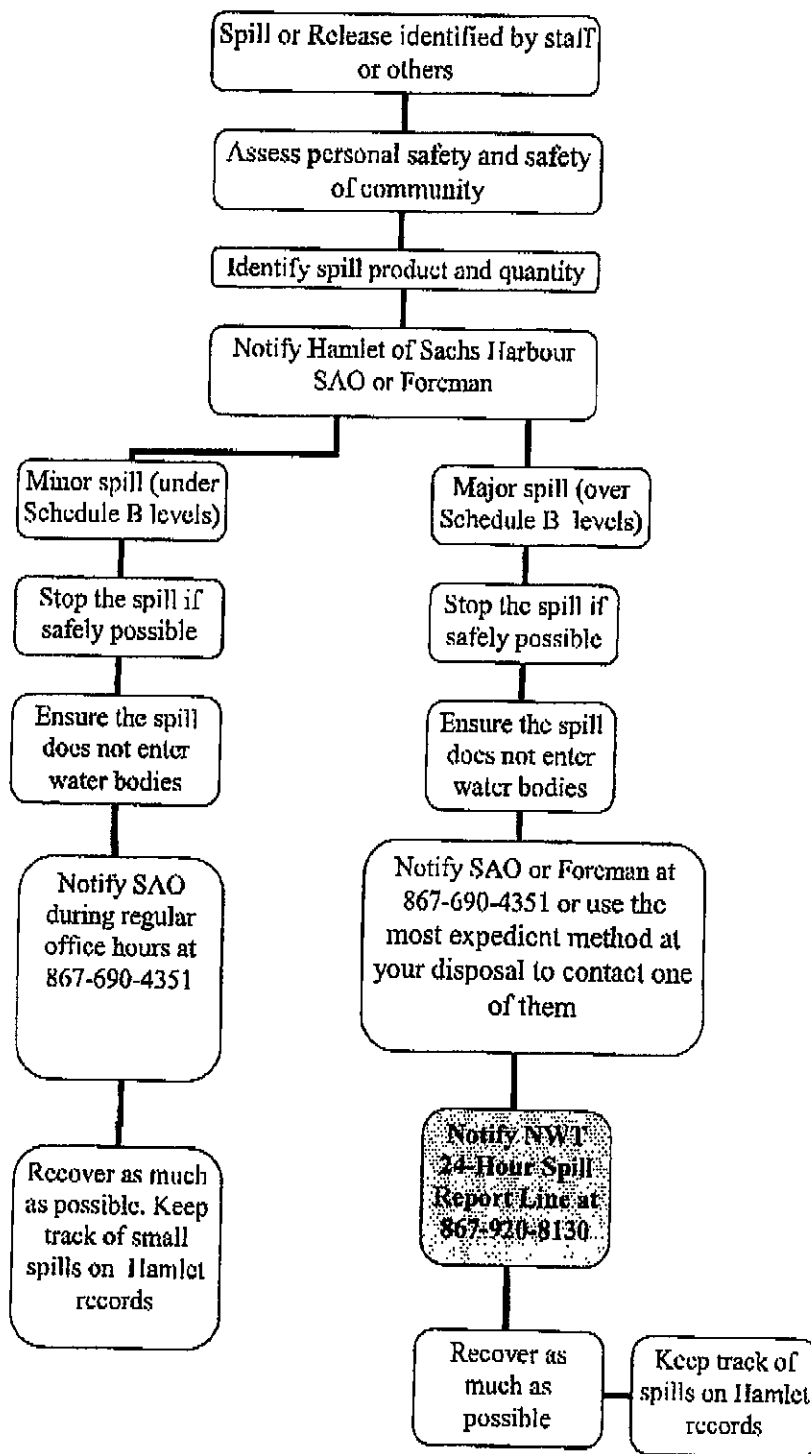 Spill or Release identified by staff
or others
Assess personal safety and safety
of community
Identify spill product and quantity
Notify Hamlet of Sachs Harbour
SAO or Foreman
Minor spill (under
Schedule B levels)
Stop the spill if
safely possible
Ensure the spill
does not enter
water bodies
Notify SAO
during regular
office hours at
867-690-4351
Recover as much
as possible. Keep
track of small
spills on Hamlet
records
Major spill (over
Schedule B levels)
Stop the spill if
safely possible
Ensure the spill
does not enter
water bodies
Notify SAO or Foreman at
867-690-4351 or use the
most expedient method at
your disposal to contact one
of them
Notify NWT
24-Hour Spill
Report Line at
867-920-8130
Recover as
much as
possible
Keep track of
spills on Hamlet
records